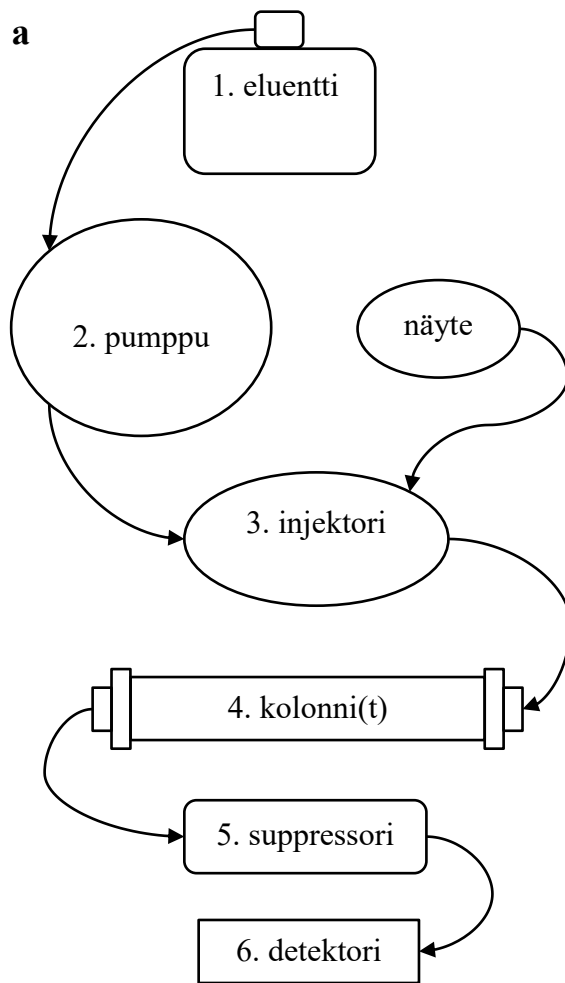 a
1. eluentti
2. pumppu
näyte
3. injektori
4. kolonni(t)
5. suppressori
6. detektori